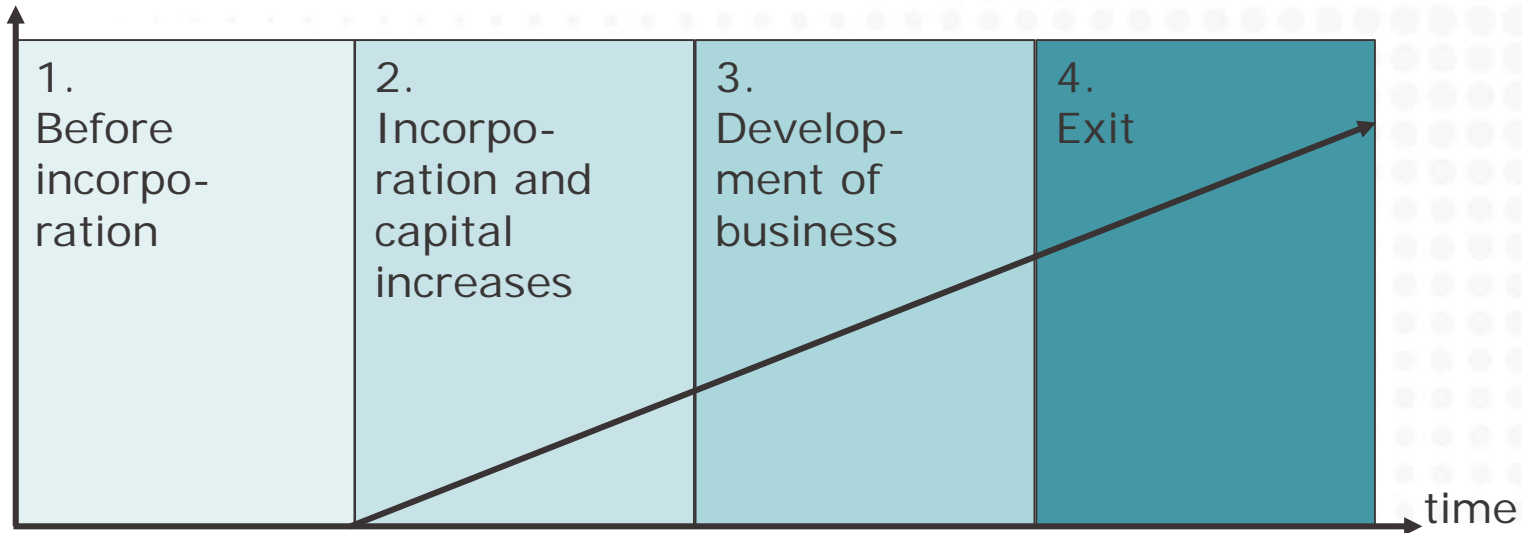 1.
Before
incorpo-
ration
2.
Incorpo-
ration and
capital
increases
3.
Develop-
ment of
business
4.
Exit
time